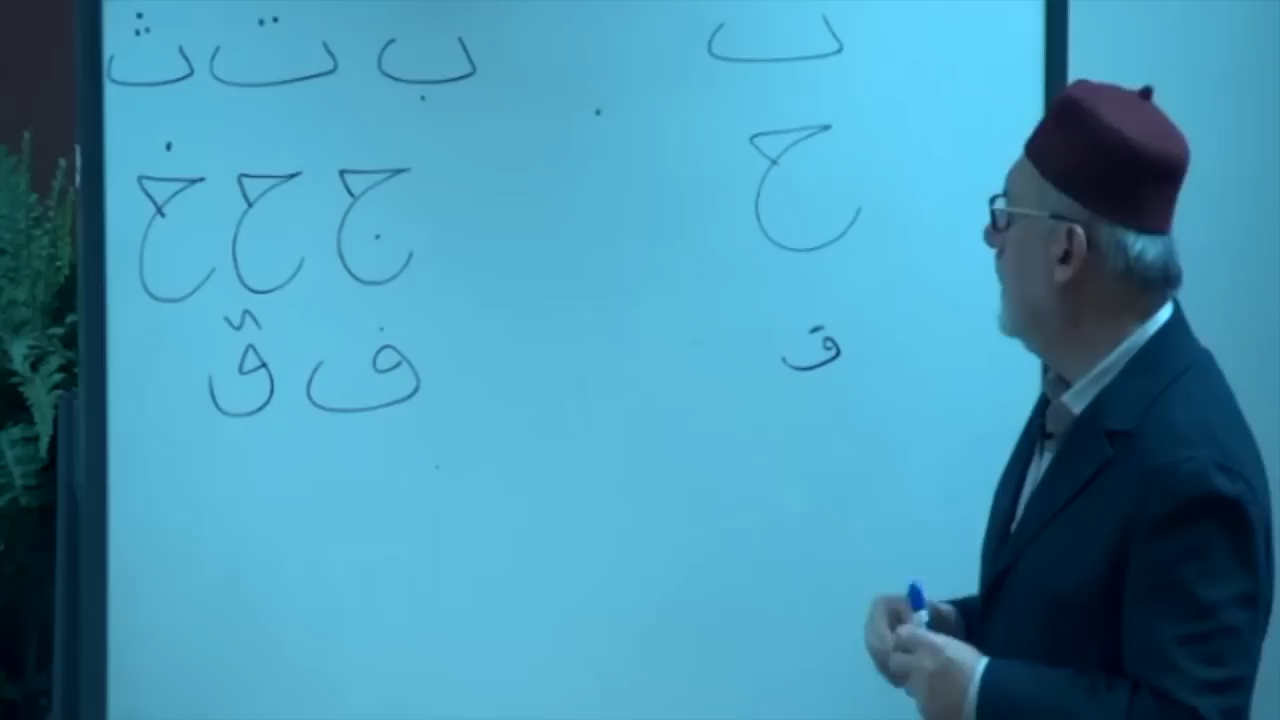 ٮ ب ت ث
ح ج ح خ
ق ف ق